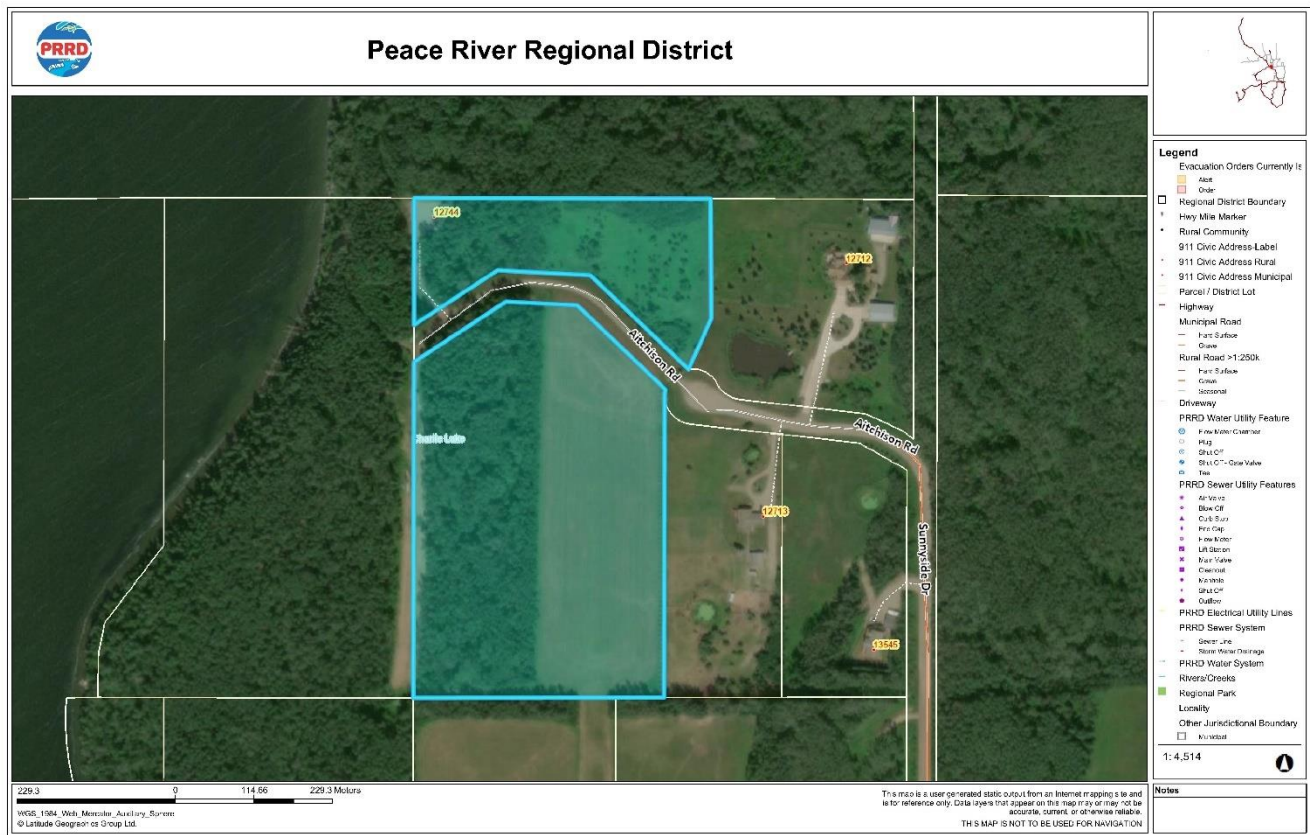 PRRD
Peace River Regional District
12744
12712
Aitchison Rd
Aitchison Rd
12713
Sunnyside Dr
13545
Legend
Evacuation Orders Currently Is
Alert
Order
Regional District Boundary
Hwy Mile Marker
Rural Community
911 Civic Address-Label
911 Civic Address Rural
911 Civic Address Municipal
Parcel / District Lot
Highway
Municipal Road
Hard Surface
Gravel
Rural Road >1:250k
Hard Surface
Gravel
Seasonal
Driveway
PRRD Water Utility Feature
Flow Meter Chamber
Plug
Shut Off
Shut Off - Gate Valve
Tee
PRRD Sewer Utility Features
Air Valve
Blow Off
Curb Stop
End Cap
Flow Meter
Lift Station
Main Valve
Cleanout
Manhole
Shut Off
Outflow
PRRD Electrical Utility Lines
PRRD Sewer System
Sewer Line
Storm Water Drainage
PRRD Water System
Rivers/Creeks
Regional Park
Locality
Other Jurisdictional Boundary
Municipal
1: 4,514
229.3 0 114.66 229.3 Meters
WGS_1984_Web_Mercator_Auxiliary_Sphere
© Latitude Geographics Group Ltd.
This map is a user generated static output from an Internet mapping site and
is for reference only. Data layers that appear on this map may or may not be
accurate, current, or otherwise reliable.
THIS MAP IS NOT TO BE USED FOR NAVIGATION
Notes